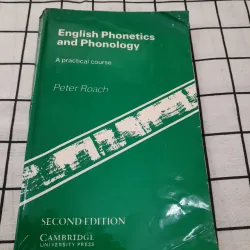 English Phonetics
and Phonology
A practical course
Peter Roach
SECOND EDITION
CAMBRIDGE
UNIVERSITY PRESS